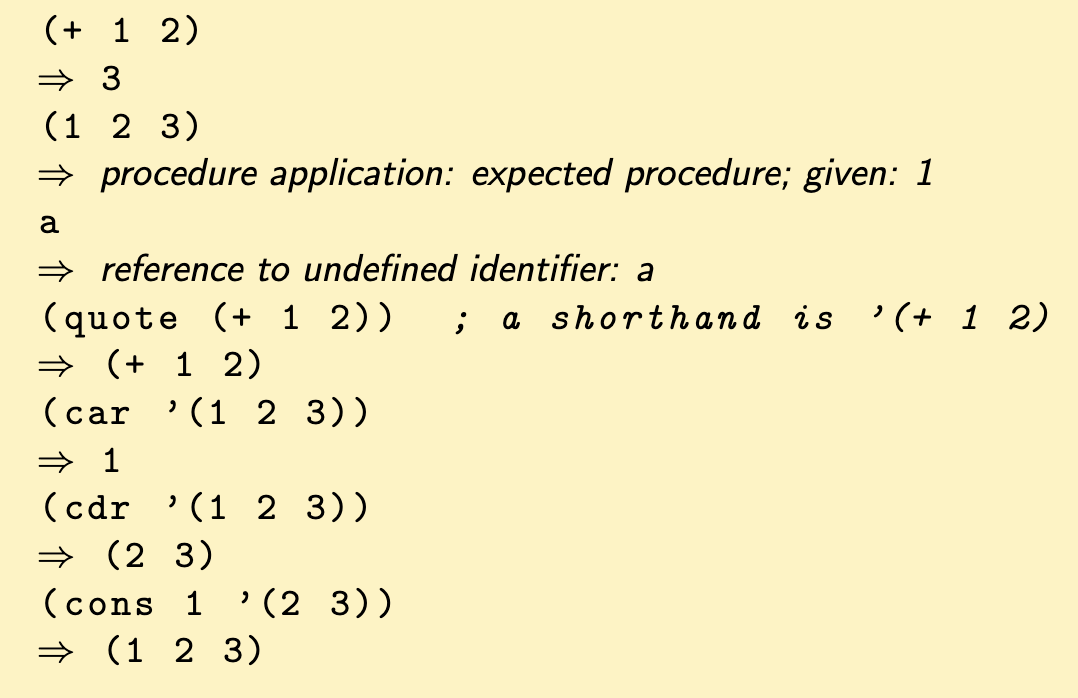 (+ 1 2)
⇒ 3
(1 2 3)
⇒ procedure application: expected procedure; given: 1
a
⇒ reference to undefined identifier: a
(quote (+ 1 2)) ; a shorthand is ’(+ 1 2)
⇒ (+ 1 2)
(car ’(1 2 3))
⇒ 1
(cdr ’(1 2 3))
⇒ (2 3)
(cons 1 ’(2 3))
⇒ (1 2 3)